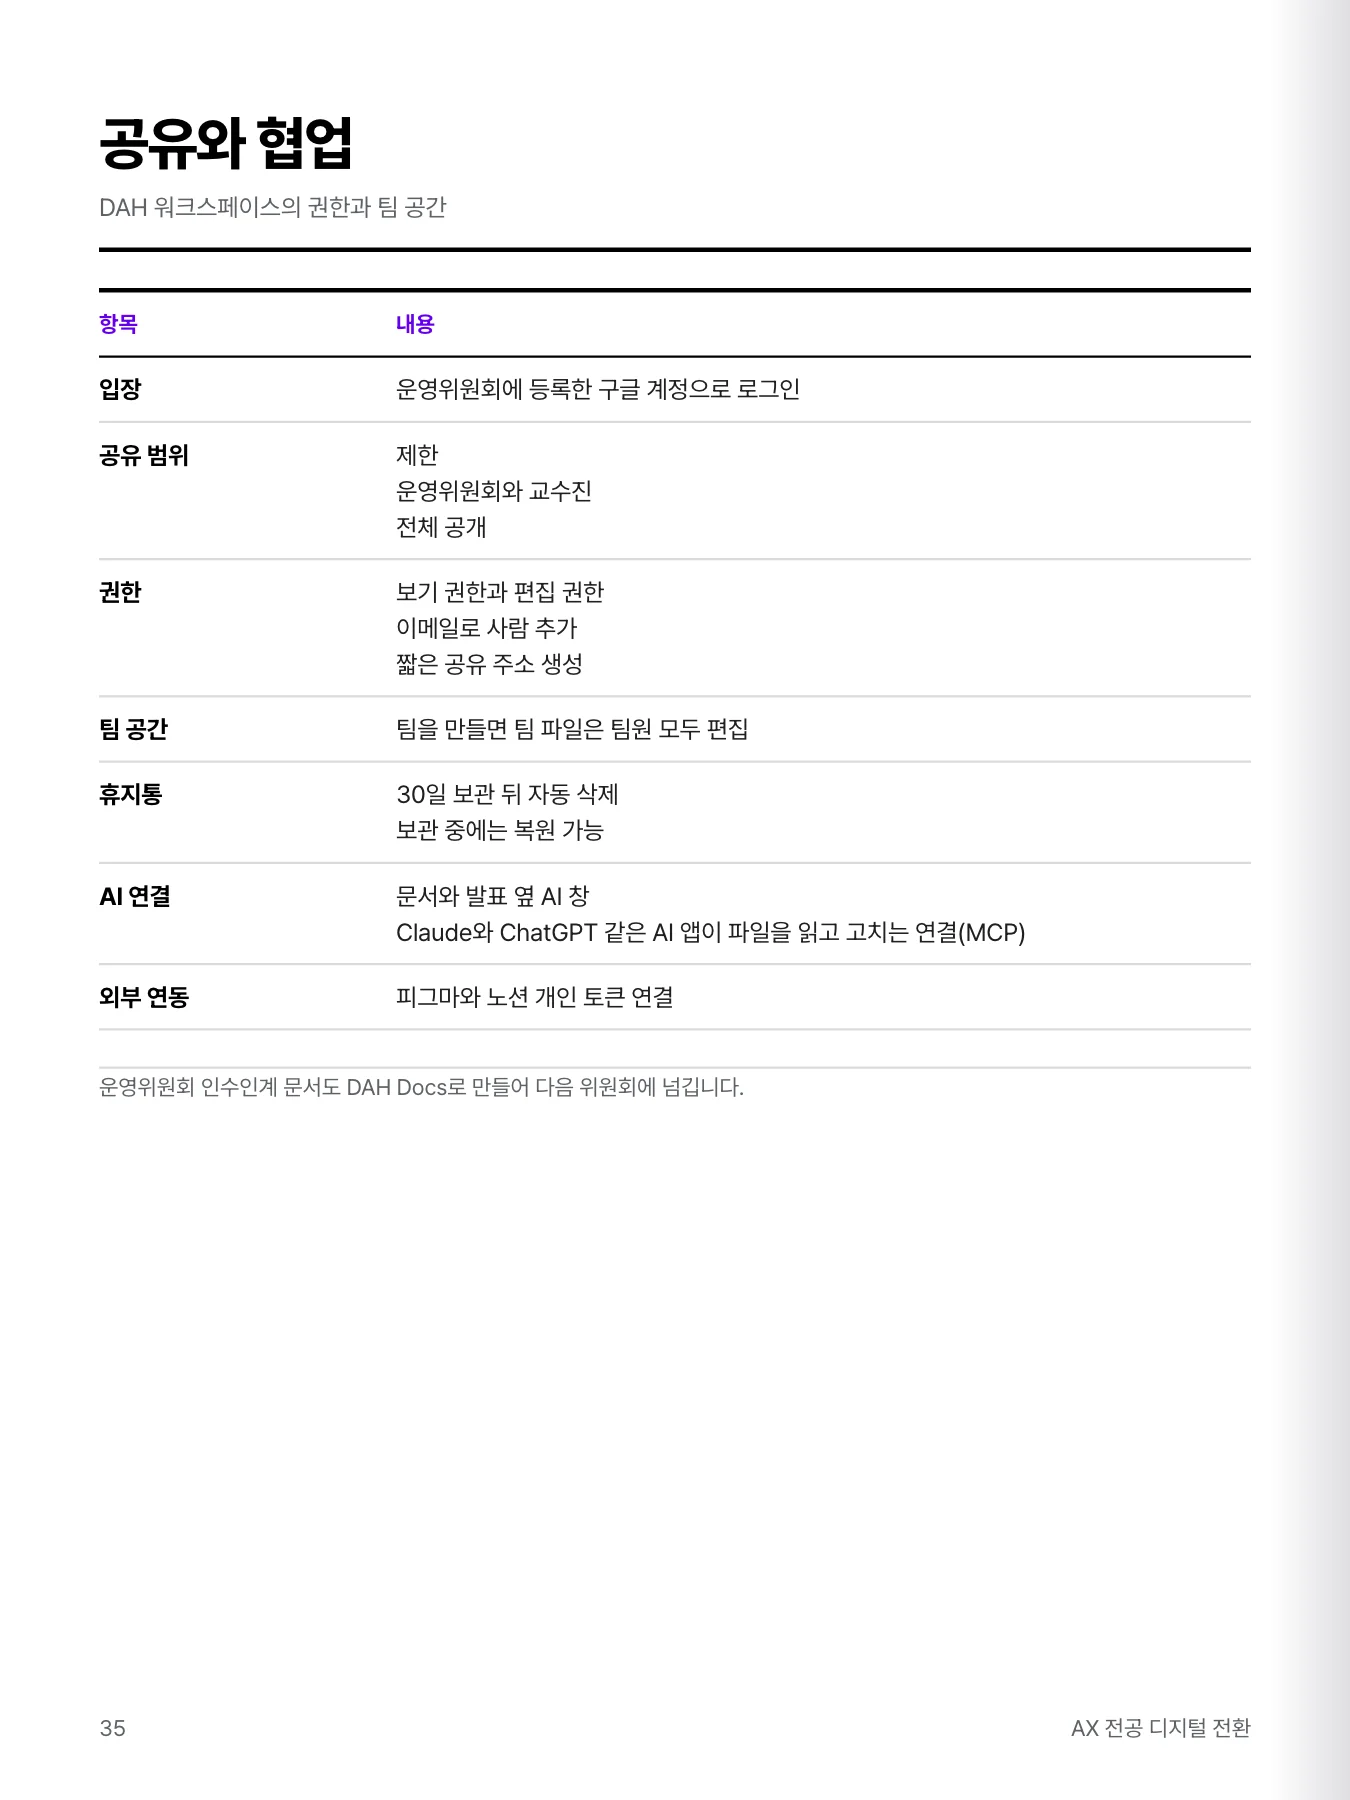 공유와 협업
DAH 워크스페이스의 권한과 팀 공간
항목 내용
입장 운영위원회에 등록한 구글 계정으로 로그인
공유 범위 제한
운영위원회와 교수진
전체 공개
권한 보기 권한과 편집 권한
이메일로 사람 추가
짧은 공유 주소 생성
팀 공간 팀을 만들면 팀 파일은 팀원 모두 편집
휴지통 30일 보관 뒤 자동 삭제
보관 중에는 복원 가능
AI 연결 문서와 발표 옆 AI 창
Claude와 ChatGPT 같은 AI 앱이 파일을 읽고 고치는 연결(MCP)
외부 연동 피그마와 노션 개인 토큰 연결
운영위원회 인수인계 문서도 DAH Docs로 만들어 다음 위원회에 넘깁니다.
35 AX 전공 디지털 전환